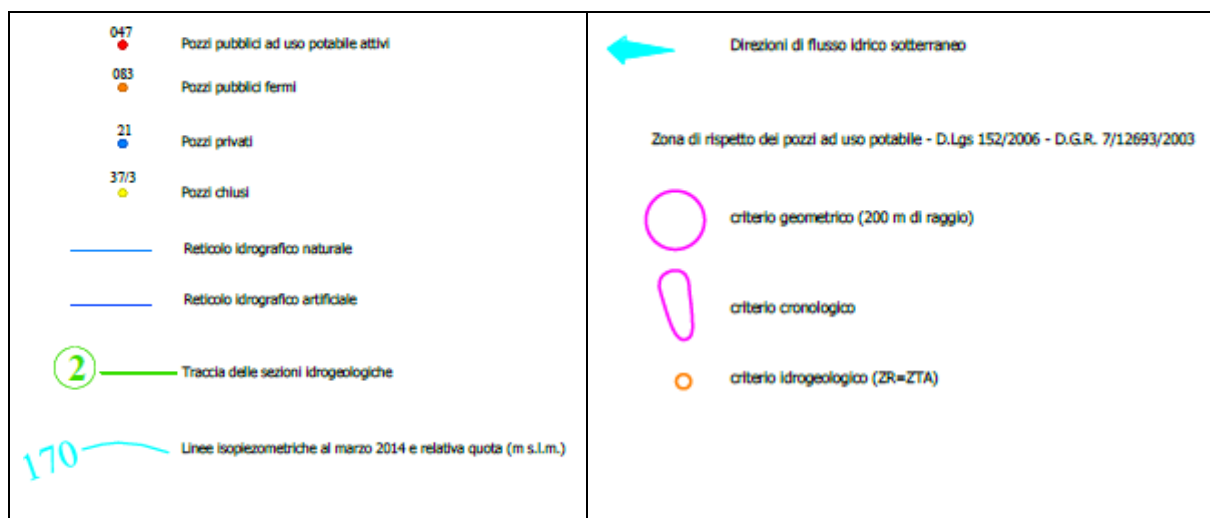 047
Pozzi pubblici ad uso potabile attivi
083
Pozzi pubblici fermi
21
Pozzi privati
37/3
Pozzi chiusi
Reticolo idrografico naturale
Reticolo idrografico artificiale
2
Traccia delle sezioni idrogeologiche
170
Linee isopiezometriche al marzo 2014 e relativa quota (m s.l.m.)
Direzioni di flusso idrico sotterraneo
Zona di rispetto dei pozzi ad uso potabile - D.Lgs 152/2006 - D.G.R. 7/12693/2003
criterio geometrico (200 m di raggio)
criterio cronologico
criterio idrogeologico (ZR=ZTA)